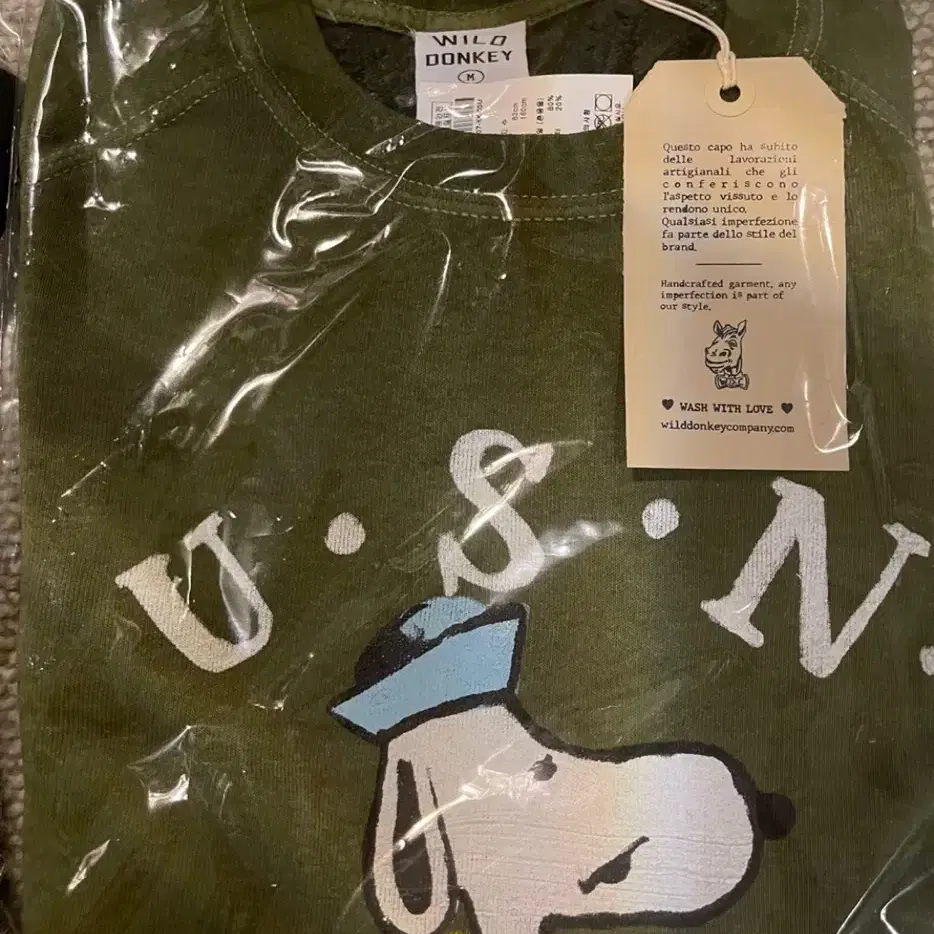 WILD
DONKEY
M
80%
20%
Questo capo ha subito
delle lavorazioni
artigianali che gli
conferiscono
l'aspetto vissuto e lo
rendono unico.
Qualsiasi imperfezione
fa parte dello stile del
brand.
Handcrafted garment, any
imperfection is part of
our style.
WASH WITH LOVE
wilddonkeycompany.com
U.S.N.